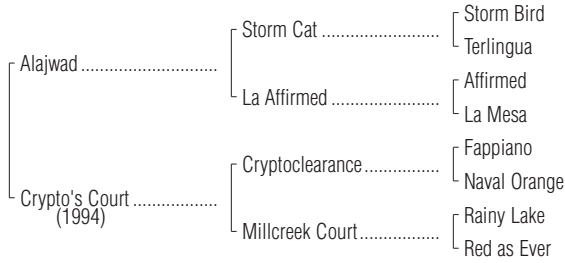 Storm Bird
Storm Cat ........................
Terlingua
Alajwad ............................
Affirmed
La Affirmed ......................
La Mesa
Fappiano
Cryptoclearance ...............
Naval Orange
Crypto's Court .................
(1994)
Rainy Lake
Millcreek Court ................
Red as Ever